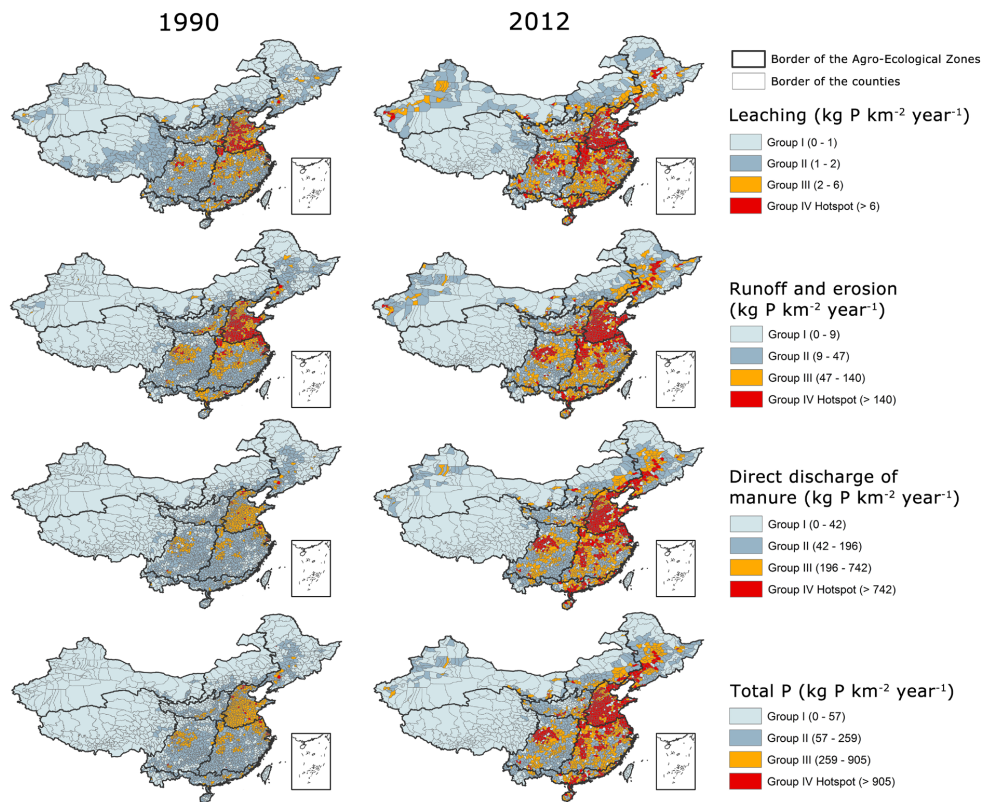 1990
2012
Border of the Agro-Ecological Zones
Border of the counties
Leaching (kg P km⁻² year⁻¹)
Group I (0 - 1)
Group II (1 - 2)
Group III (2 - 6)
Group IV Hotspot (> 6)
Runoff and erosion
(kg P km⁻² year⁻¹)
Group I (0 - 9)
Group II (9 - 47)
Group III (47 - 140)
Group IV Hotspot (> 140)
Direct discharge of
manure (kg P km⁻² year⁻¹)
Group I (0 - 42)
Group II (42 - 196)
Group III (196 - 742)
Group IV Hotspot (> 742)
Total P (kg P km⁻² year⁻¹)
Group I (0 - 57)
Group II (57 - 259)
Group III (259 - 905)
Group IV Hotspot (> 905)